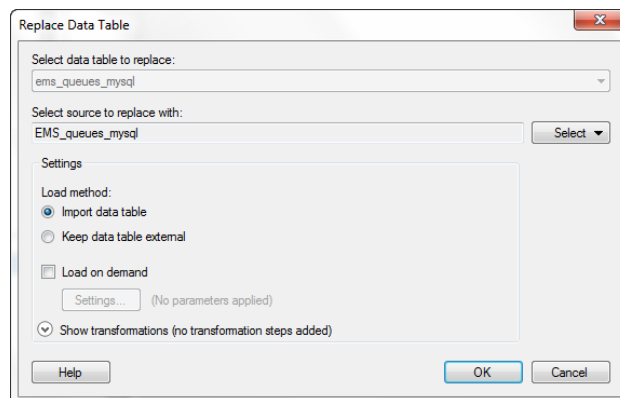 Replace Data Table
Select data table to replace:
ems_queues_mysql
Select source to replace with:
EMS_queues_mysql
Select
Settings
Load method:
Import data table
Keep data table external
Load on demand
Settings... (No parameters applied)
Show transformations (no transformation steps added)
Help OK Cancel